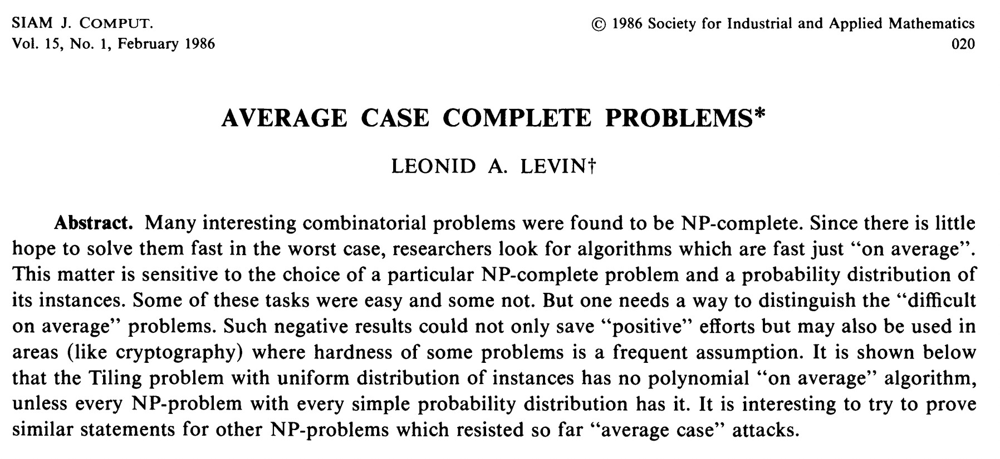 SIAM J. COMPUT.
Vol. 15, No. 1, February 1986
© 1986 Society for Industrial and Applied Mathematics
020
AVERAGE CASE COMPLETE PROBLEMS*
LEONID A. LEVIN†
Abstract. Many interesting combinatorial problems were found to be NP-complete. Since there is little
hope to solve them fast in the worst case, researchers look for algorithms which are fast just “on average”.
This matter is sensitive to the choice of a particular NP-complete problem and a probability distribution of
its instances. Some of these tasks were easy and some not. But one needs a way to distinguish the “difficult
on average” problems. Such negative results could not only save “positive” efforts but may also be used in
areas (like cryptography) where hardness of some problems is a frequent assumption. It is shown below
that the Tiling problem with uniform distribution of instances has no polynomial “on average” algorithm,
unless every NP-problem with every simple probability distribution has it. It is interesting to try to prove
similar statements for other NP-problems which resisted so far “average case” attacks.